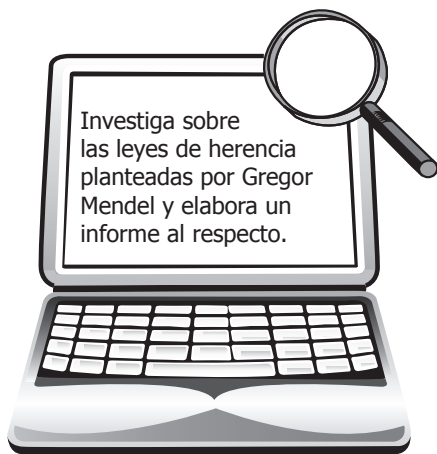 Investiga sobre
las leyes de herencia
planteadas por Gregor
Mendel y elabora un
informe al respecto.